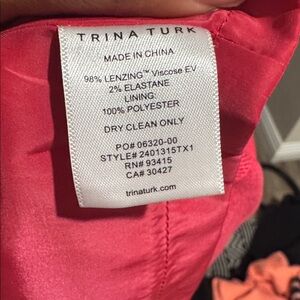 TRINA TURK
MADE IN CHINA
98% LENZING™ Viscose EV
2% ELASTANE
LINING:
100% POLYESTER
DRY CLEAN ONLY
PO# 06320-00
STYLE# 2401315TX1
RN# 93415
CA# 30427
trinaturk.com